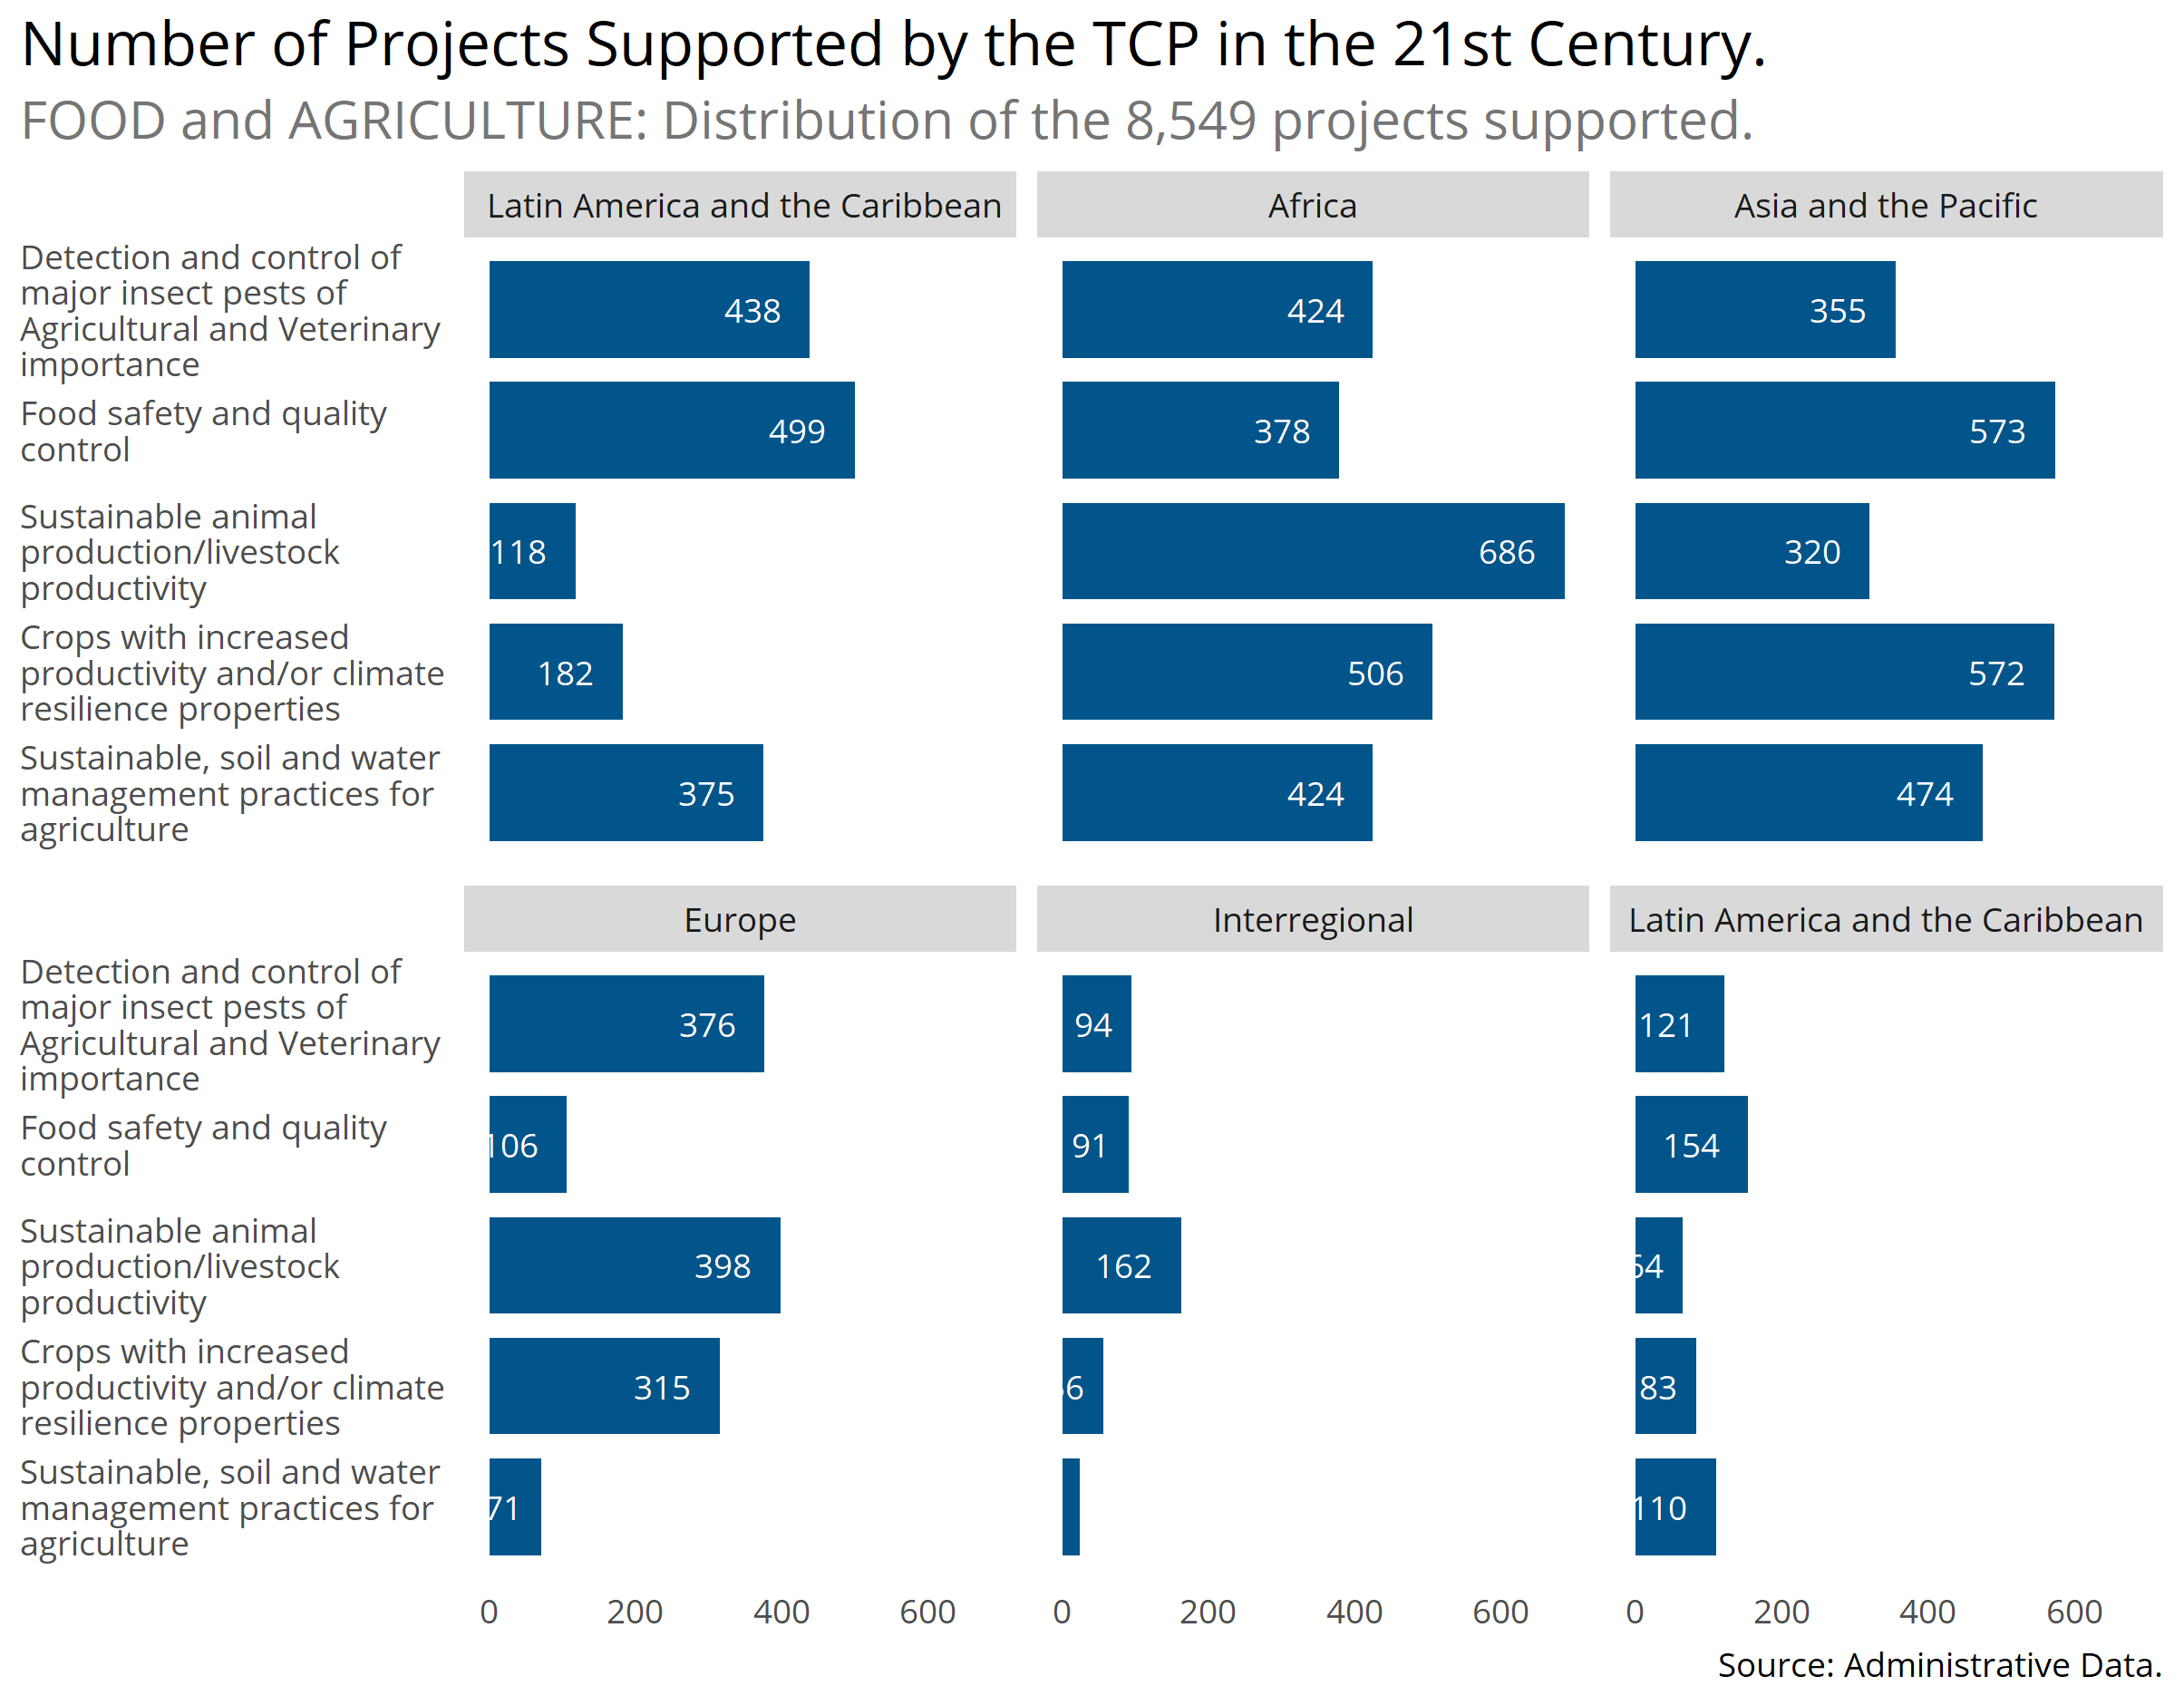 Number of Projects Supported by the TCP in the 21st Century.
FOOD and AGRICULTURE: Distribution of the 8,549 projects supported.
Latin America and the Caribbean
Africa
Asia and the Pacific
Detection and control of
major insect pests of
Agricultural and Veterinary
importance
438
424
355
Food safety and quality
control
499
378
573
Sustainable animal
production/livestock
productivity
118
686
320
Crops with increased
productivity and/or climate
resilience properties
182
506
572
Sustainable, soil and water
management practices for
agriculture
375
424
474
Europe
Interregional
Latin America and the Caribbean
Detection and control of
major insect pests of
Agricultural and Veterinary
importance
376
94
121
Food safety and quality
control
106
91
154
Sustainable animal
production/livestock
productivity
398
162
64
Crops with increased
productivity and/or climate
resilience properties
315
83
Sustainable, soil and water
management practices for
agriculture
71
110
0 200 400 600
0 200 400 600
0 200 400 600
Source: Administrative Data.